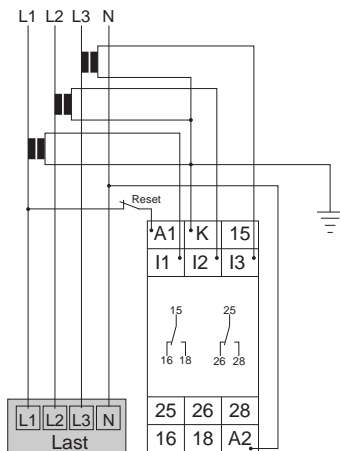 L1 L2 L3 N
Reset
A1 K 15
I1 I2 I3
15 25
16 18 26 28
25 26 28
16 18 A2
L1 L2 L3 N
Last